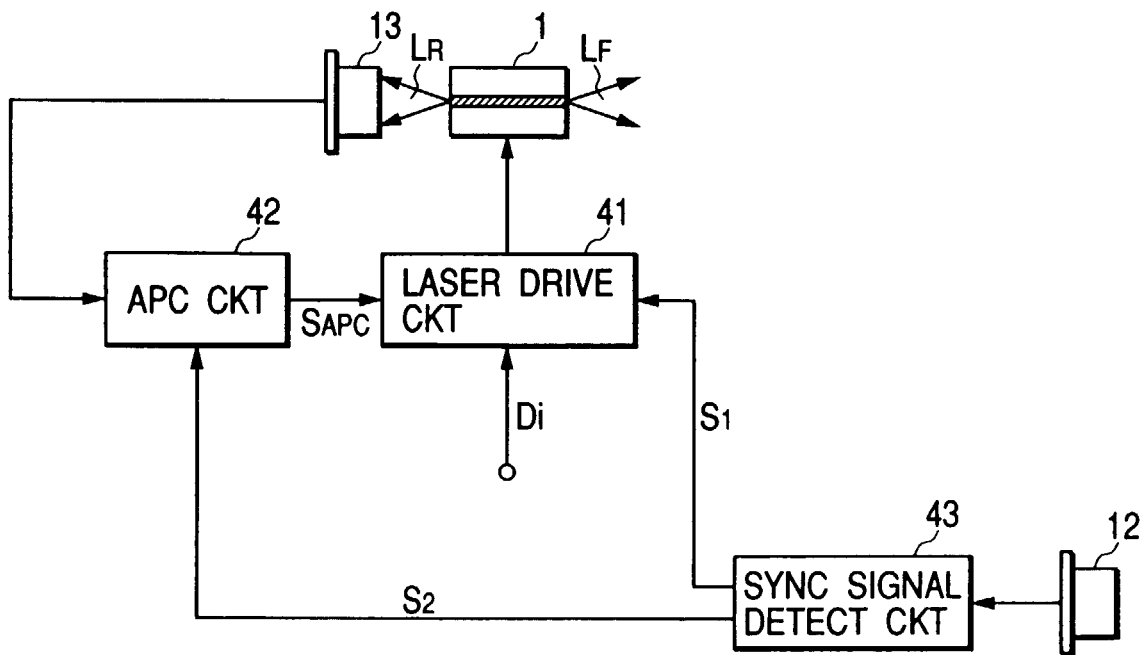 13
LR
1
LF
42
APC CKT
SAPC
41
LASER DRIVE
CKT
Di
S1
S2
43
SYNC SIGNAL
DETECT CKT
12